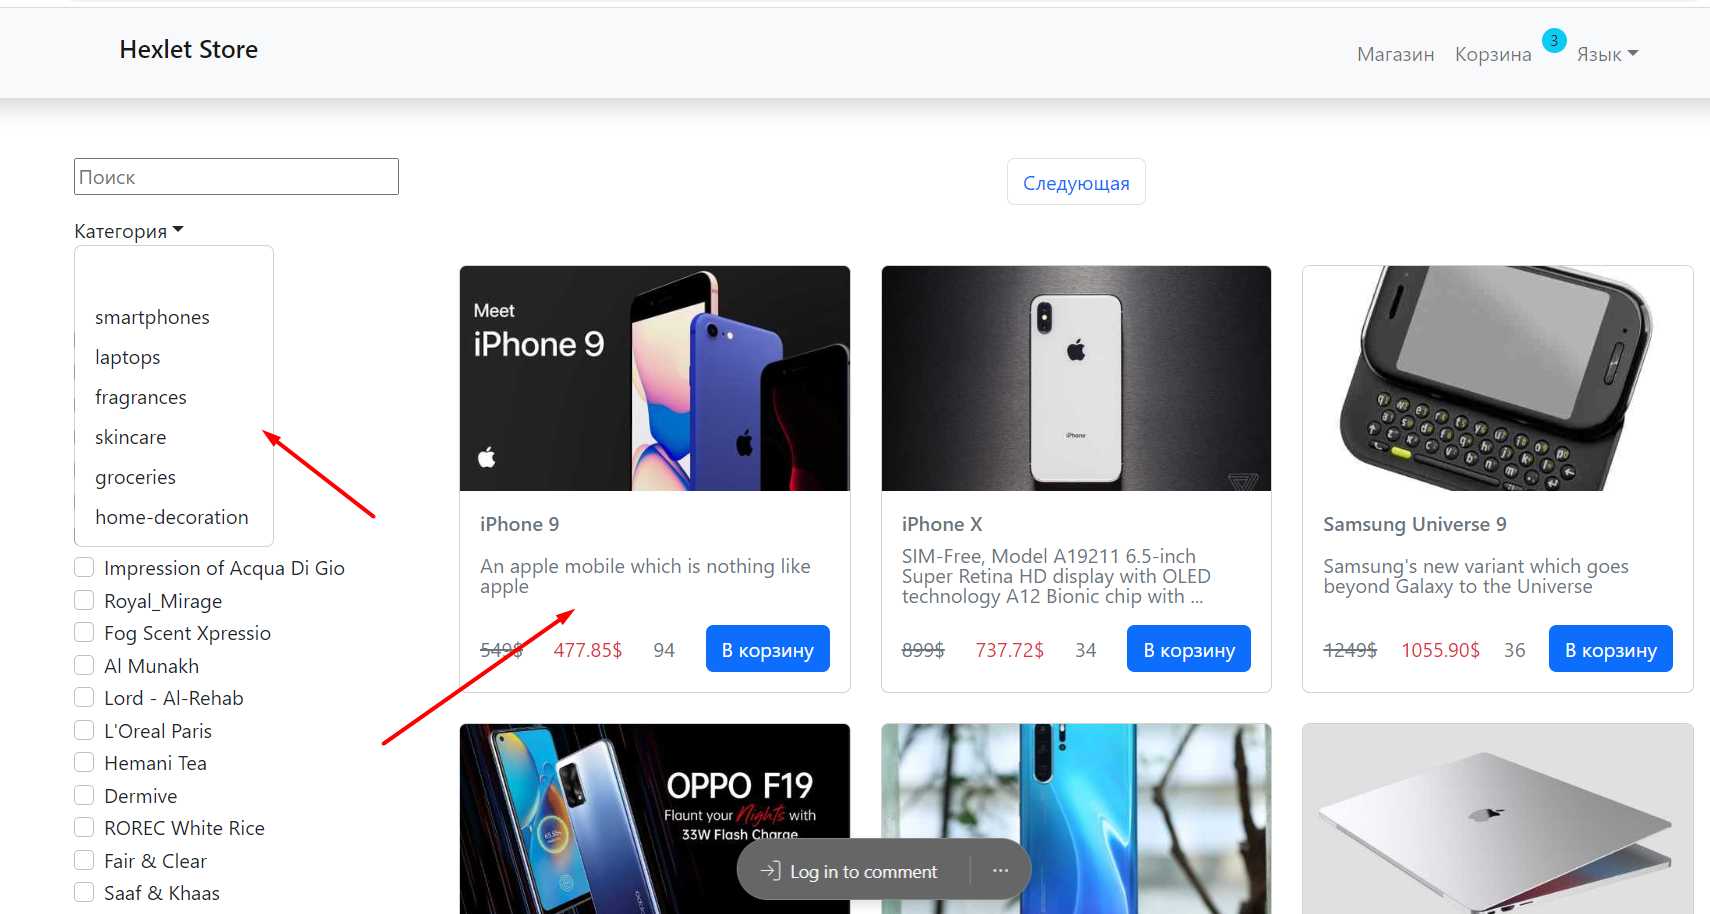 Hexlet Store
Магазин
Корзина
3
Язык
Поиск
Следующая
Категория
smartphones
laptops
fragrances
skincare
groceries
home-decoration
Impression of Acqua Di Gio
Royal_Mirage
Fog Scent Xpressio
Al Munakh
Lord - Al-Rehab
L'Oreal Paris
Hemani Tea
Dermive
ROREC White Rice
Fair & Clear
Saaf & Khaas
Meet
iPhone 9
iPhone 9
An apple mobile which is nothing like
apple
549$ 477.85$ 94 В корзину
iPhone
iPhone X
SIM-Free, Model A19211 6.5-inch
Super Retina HD display with OLED
technology A12 Bionic chip with ...
899$ 737.72$ 34 В корзину
Samsung Universe 9
Samsung's new variant which goes
beyond Galaxy to the Universe
1249$ 1055.90$ 36 В корзину
OPPO F19
Flaunt your Nights with
33W Flash Charge
Log in to comment